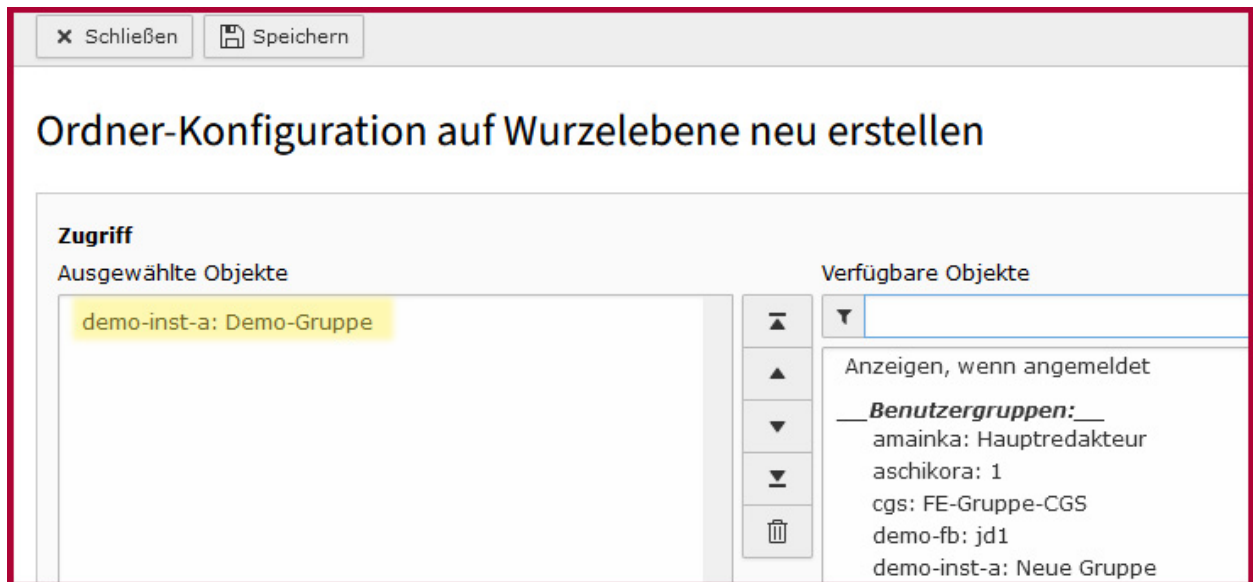 Schließen Speichern
Ordner-Konfiguration auf Wurzelebene neu erstellen
Zugriff
Ausgewählte Objekte
demo-inst-a: Demo-Gruppe
Verfügbare Objekte
Anzeigen, wenn angemeldet
__Benutzergruppen:__
amainka: Hauptredakteur
aschikora: 1
cgs: FE-Gruppe-CGS
demo-fb: jd1
demo-inst-a: Neue Gruppe